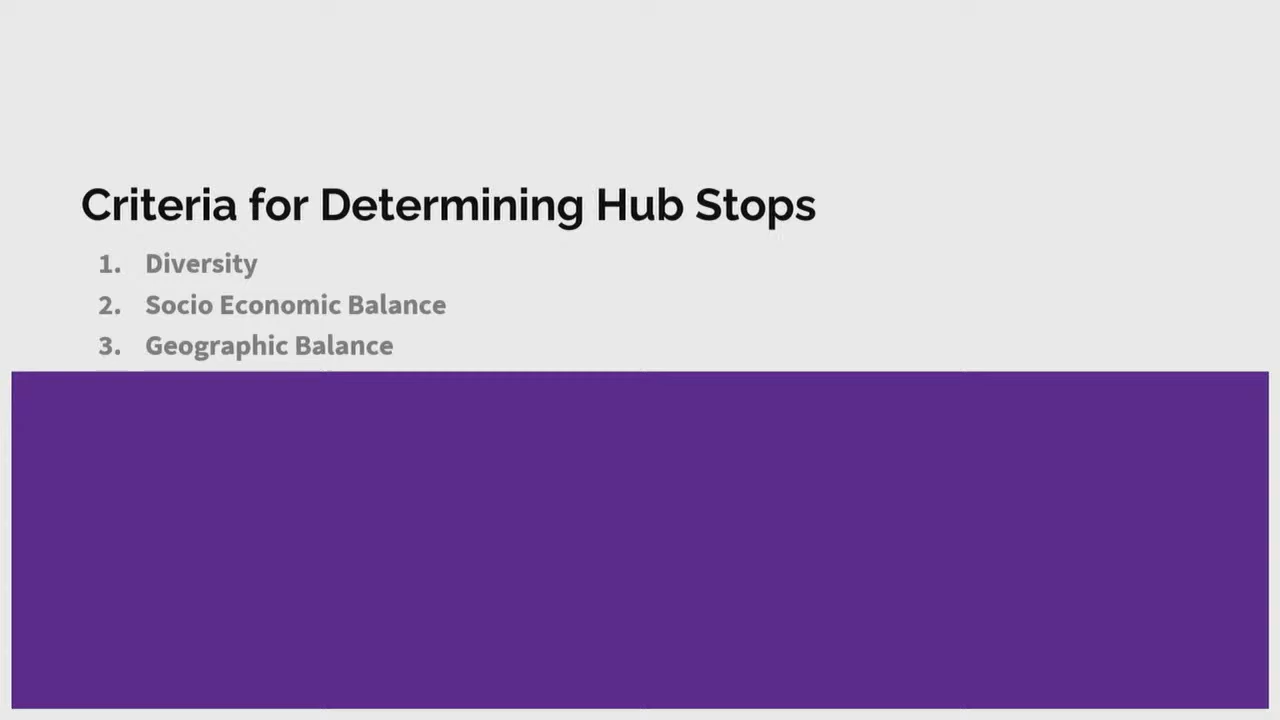 Criteria for Determining Hub Stops
1. Diversity
2. Socio Economic Balance
3. Geographic Balance